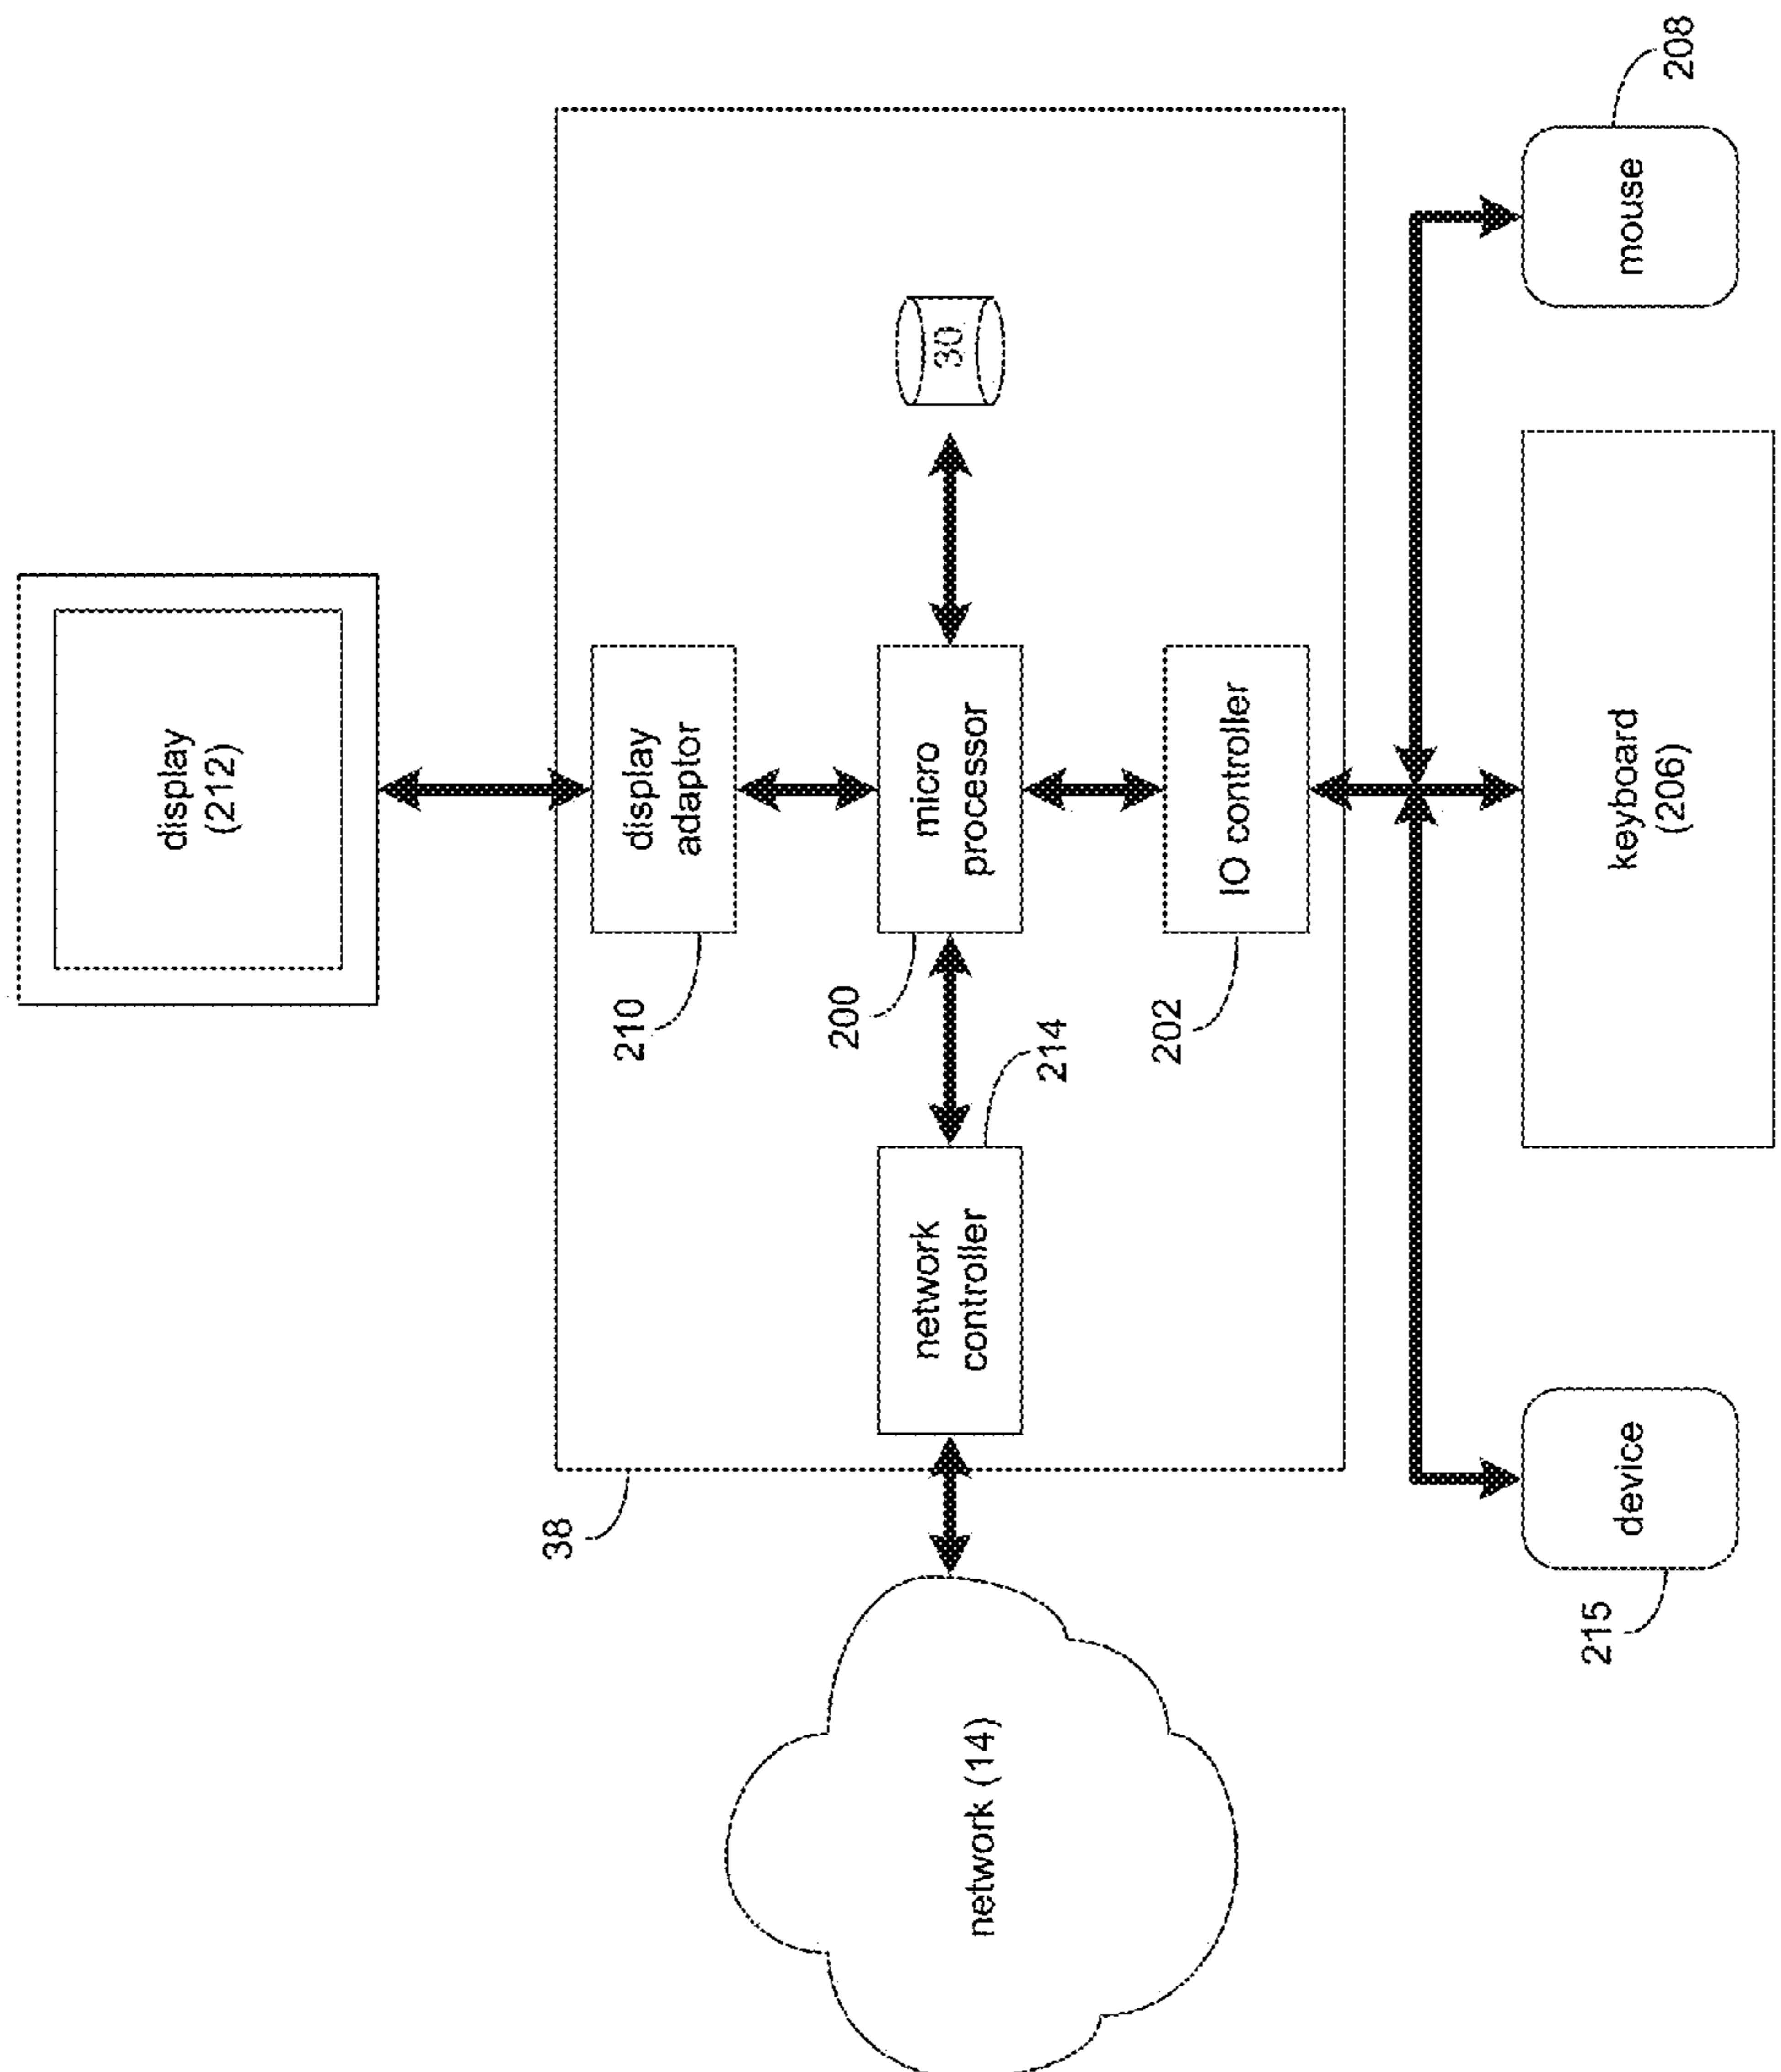 display
(212)
display
adaptor
210
micro
processor
200
30
network
controller
214
IO controller
202
38
network (14)
mouse
208
keyboard
(206)
device
215